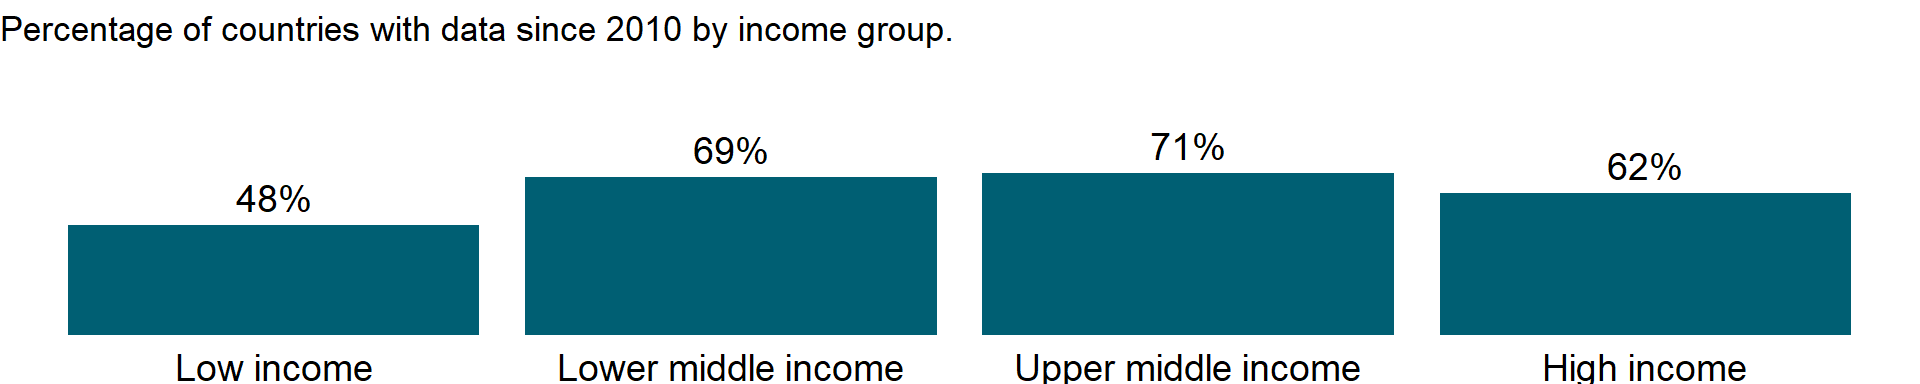 Percentage of countries with data since 2010 by income group.
48%
69%
71%
62%
Low income
Lower middle income
Upper middle income
High income